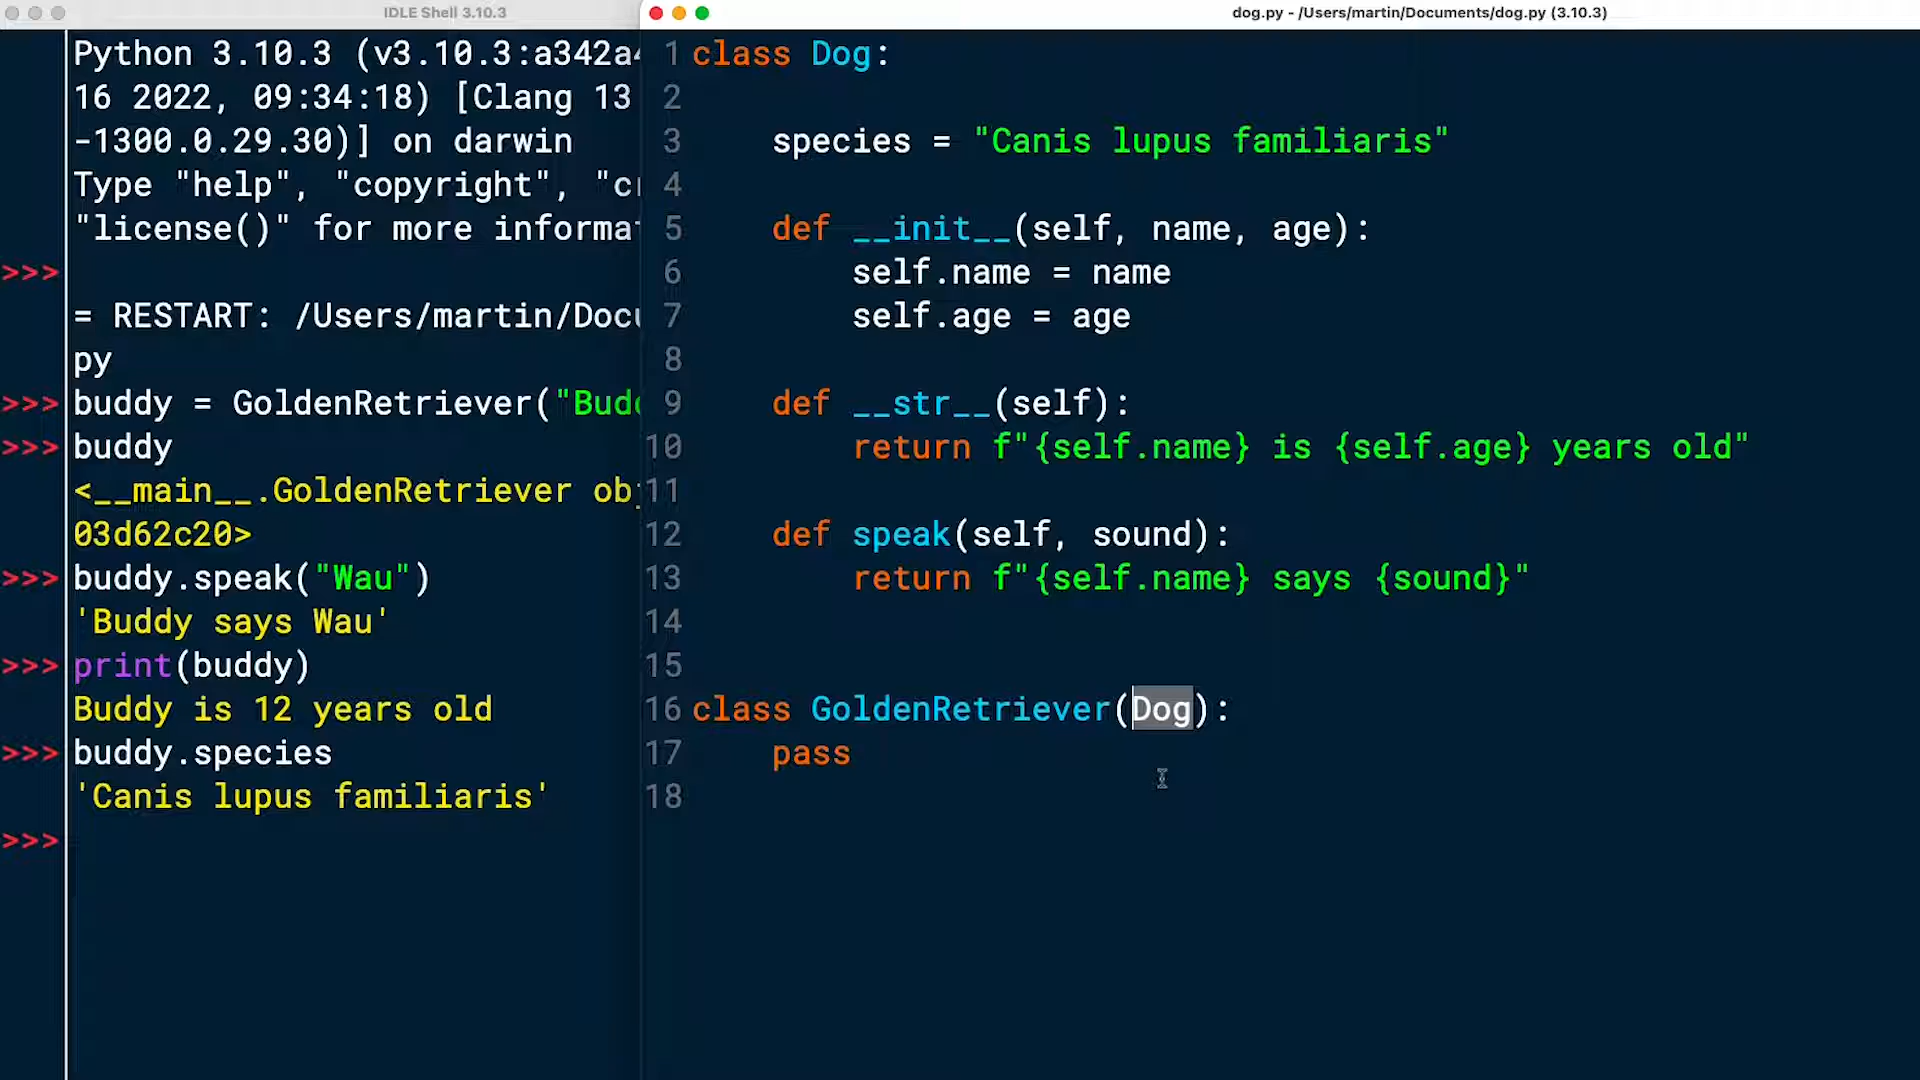 IDLE Shell 3.10.3
Python 3.10.3 (v3.10.3:a342a4
16 2022, 09:34:18) [Clang 13
-1300.0.29.30)] on darwin
Type "help", "copyright", "c
"license()" for more informa
>>>
= RESTART: /Users/martin/Docu
py
>>> buddy = GoldenRetriever("Budd
>>> buddy
<__main__.GoldenRetriever obj
03d62c20>
>>> buddy.speak("Wau")
'Buddy says Wau'
>>> print(buddy)
Buddy is 12 years old
>>> buddy.species
'Canis lupus familiaris'
>>>
dog.py - /Users/martin/Documents/dog.py (3.10.3)
1 class Dog:
2
3 species = "Canis lupus familiaris"
4
5 def __init__(self, name, age):
6 self.name = name
7 self.age = age
8
9 def __str__(self):
10 return f"{self.name} is {self.age} years old"
11
12 def speak(self, sound):
13 return f"{self.name} says {sound}"
14
15
16 class GoldenRetriever(Dog):
17 pass
18